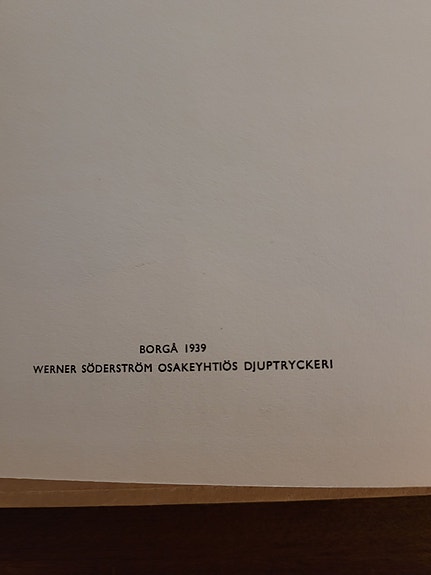 BORGÅ 1939
WERNER SÖDERSTRÖM OSAKEYHTIÖS DJUPTRYCKERI